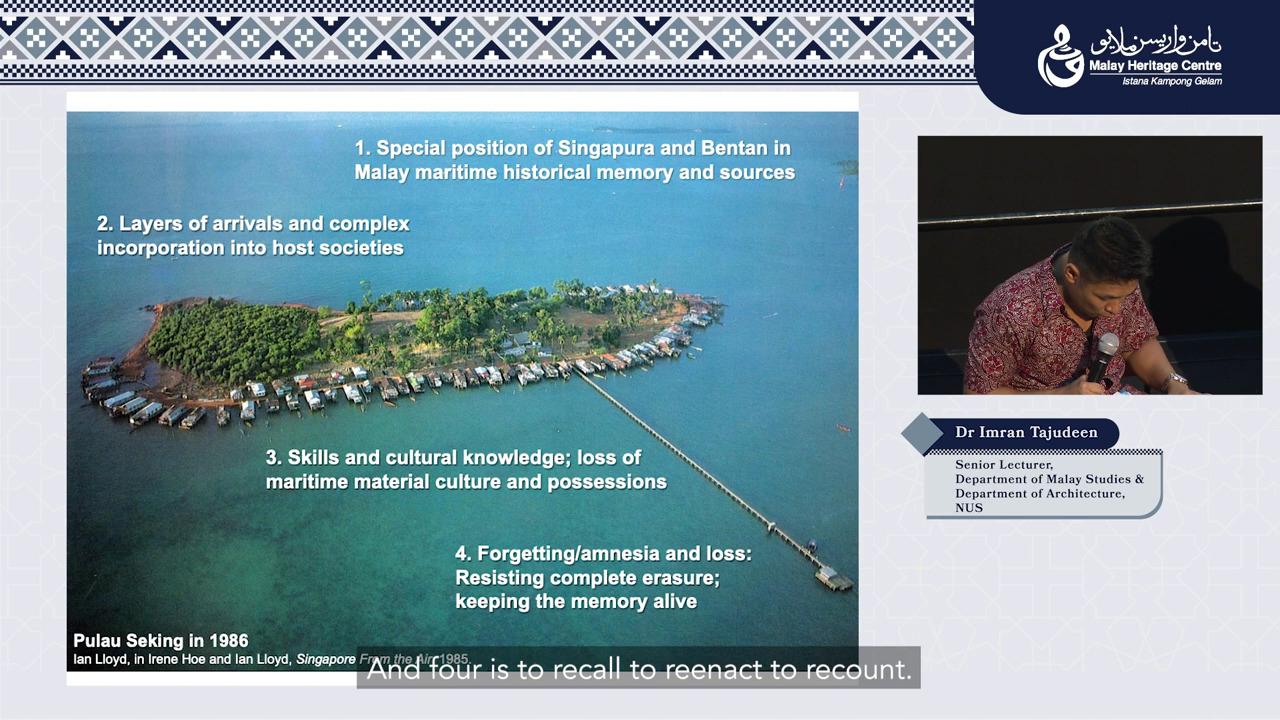 تامن واريسن ملايو
Malay Heritage Centre
Istana Kampong Gelam
1. Special position of Singapura and Bentan in
Malay maritime historical memory and sources
2. Layers of arrivals and complex
incorporation into host societies
3. Skills and cultural knowledge; loss of
maritime material culture and possessions
4. Forgetting/amnesia and loss:
Resisting complete erasure;
keeping the memory alive
Pulau Seking in 1986
Ian Lloyd, in Irene Hoe and Ian Lloyd, Singapore From the Air, 1985.
And four is to recall to reenact to recount.
Dr Imran Tajudeen
Senior Lecturer,
Department of Malay Studies &
Department of Architecture,
NUS